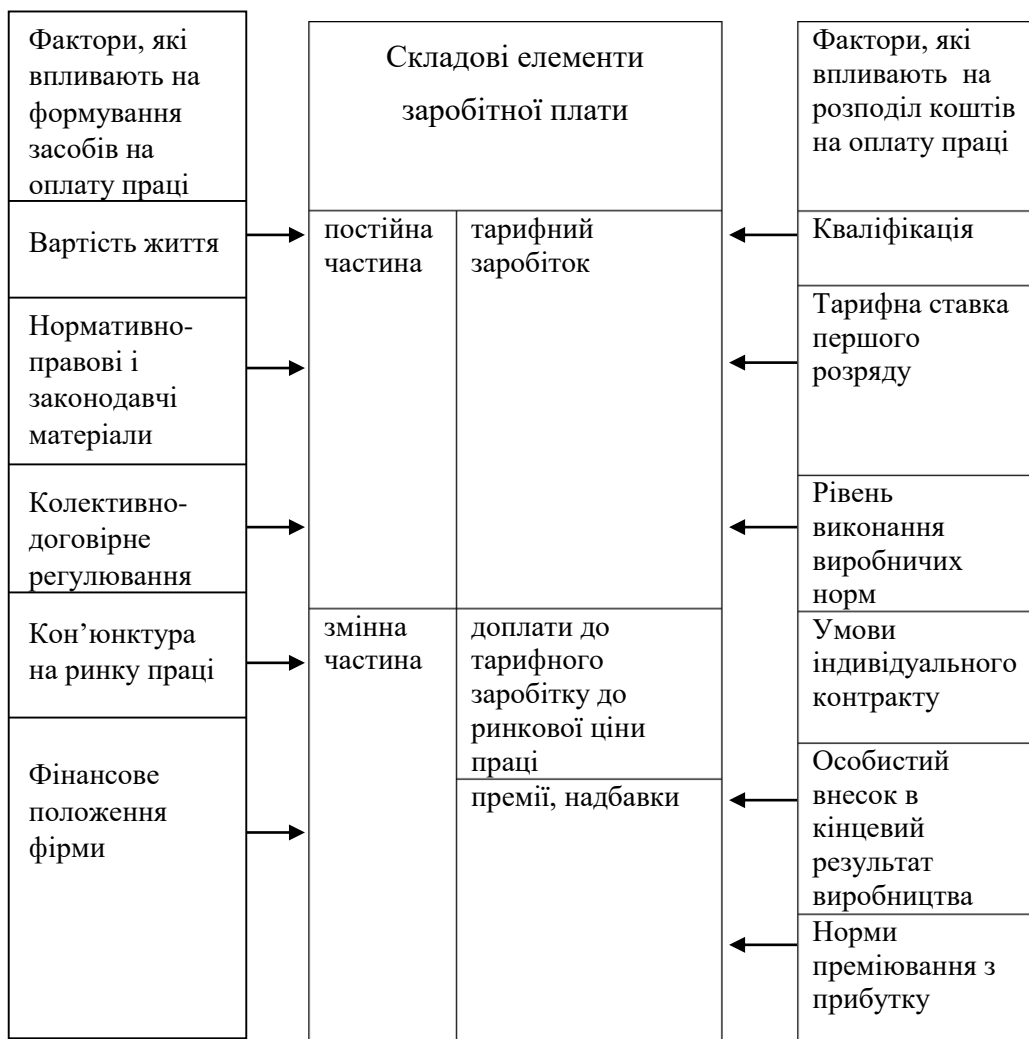 Фактори, які
впливають на
формування
засобів на
оплату праці
Вартість життя
Нормативно-
правові і
законодавчі
матеріали
Колективно-
договірне
регулювання
Кон’юнктура
на ринку праці
Фінансове
положення
фірми
Складові елементи
заробітної плати
постійна
частина
тарифний
заробіток
змінна
частина
доплати до
тарифного
заробітку до
ринкової ціни
праці
премії, надбавки
Фактори, які
впливають на
розподіл коштів
на оплату праці
Кваліфікація
Тарифна ставка
першого
розряду
Рівень
виконання
виробничих
норм
Умови
індивідуального
контракту
Особистий
внесок в
кінцевий
результат
виробництва
Норми
преміювання з
прибутку